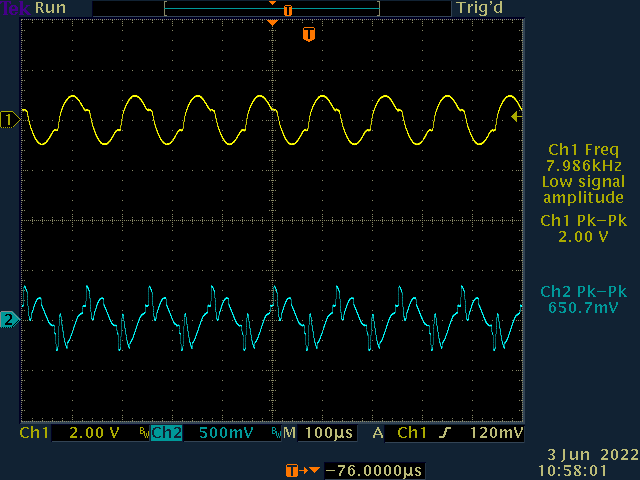 Tek Run Trig'd
T
T
1
Ch1 Freq
7.986kHz
Low signal
amplitude
Ch1 Pk-Pk
2.00 V
Ch2 Pk-Pk
650.7mV
2
Ch1 2.00 V BW Ch2 500mV BW M 100µs A Ch1 120mV
3 Jun 2022
T -76.0000µs 10:58:01